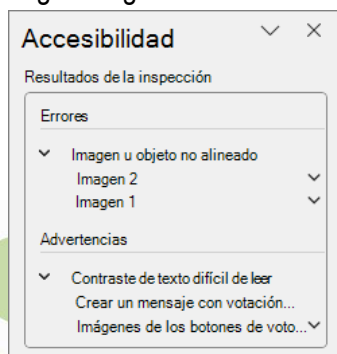 Accesibilidad
Resultados de la inspección
Errores
Imagen u objeto no alineado
Imagen 2
Imagen 1
Advertencias
Contraste de texto difícil de leer
Crear un mensaje con votación...
Imágenes de los botones de voto...